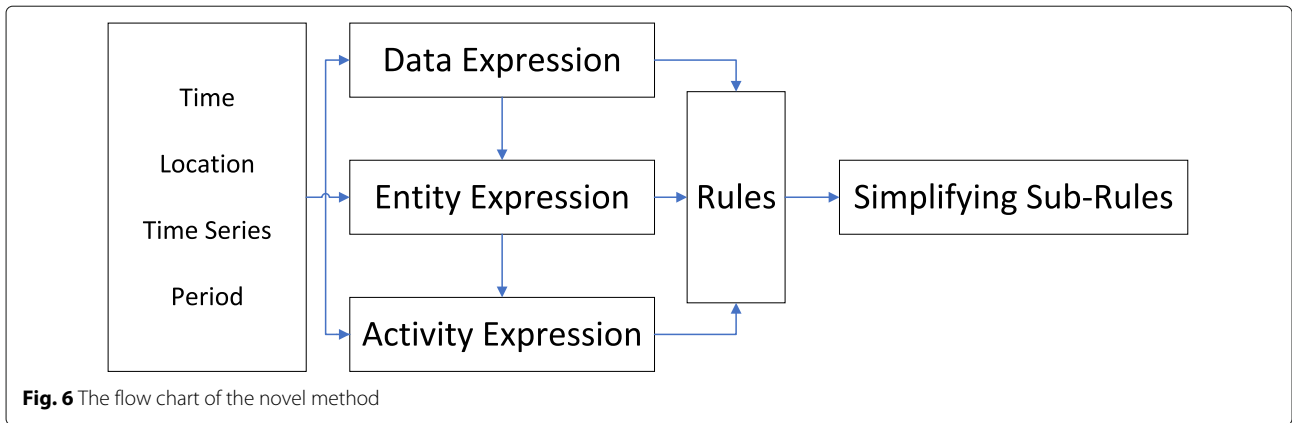 Time
Location
Time Series
Period
Data Expression
Entity Expression
Activity Expression
Rules
Simplifying Sub-Rules
Fig. 6 The flow chart of the novel method